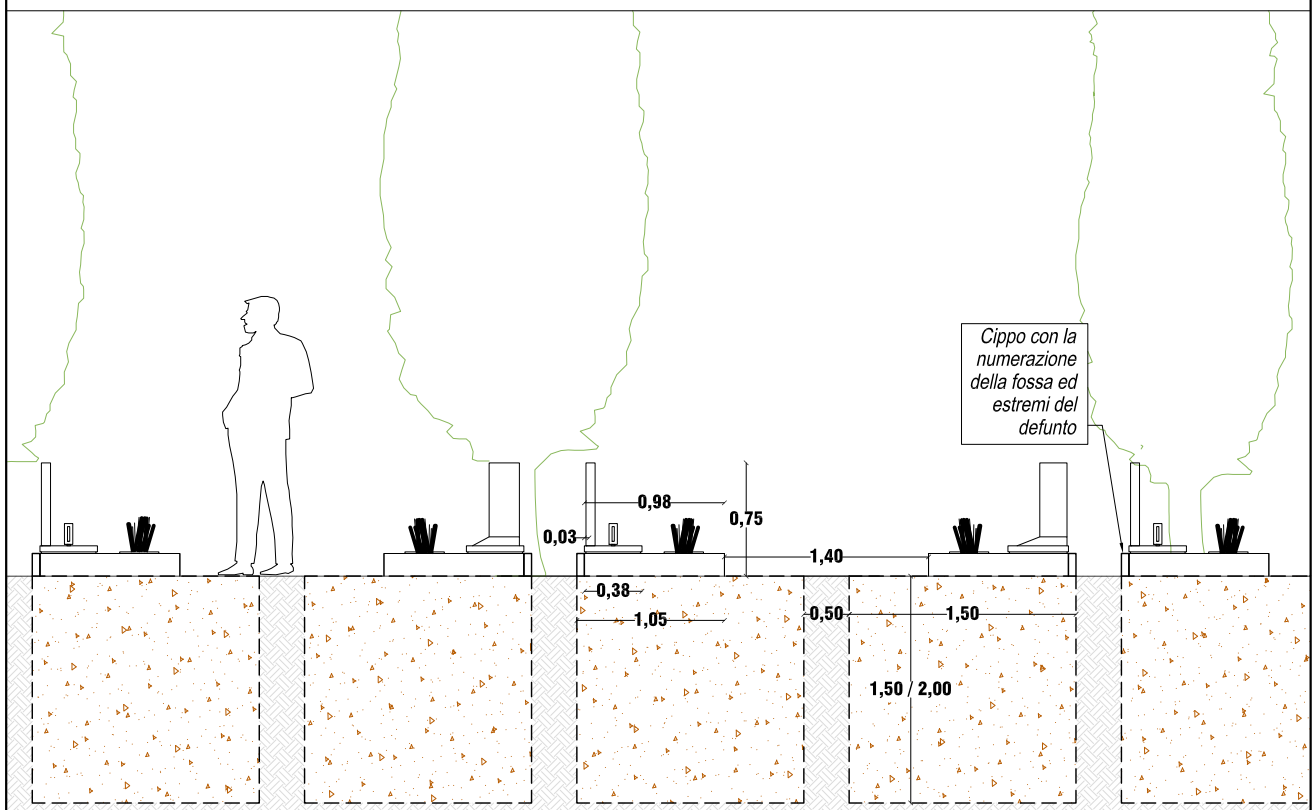 Cippo con la
numerazione
della fossa ed
estremi del
defunto
0,98
0,75
0,03
1,40
0,38
1,05
0,50
1,50
1,50 / 2,00